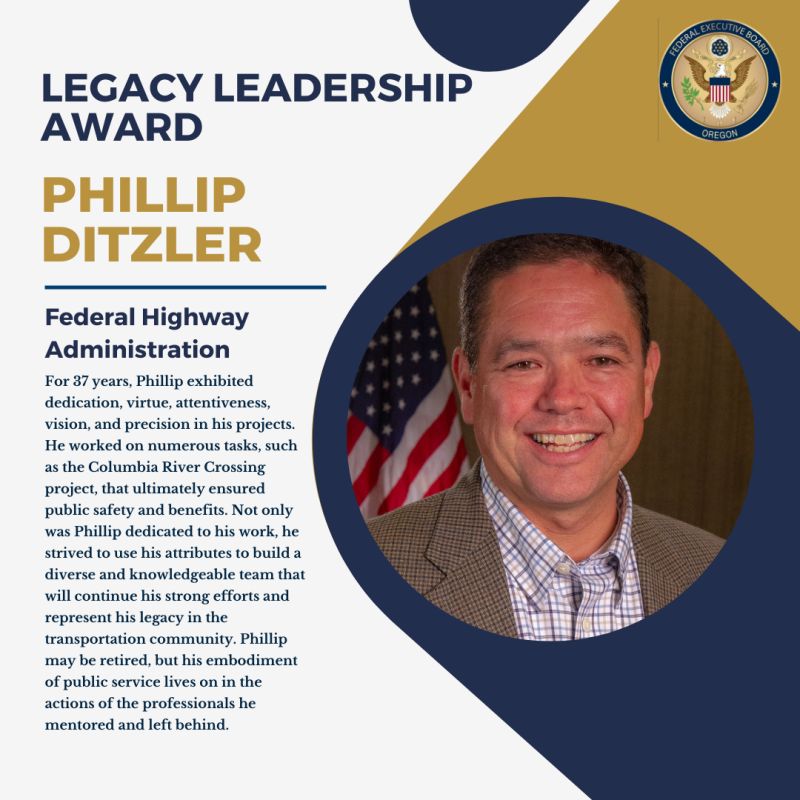 LEGACY LEADERSHIP
AWARD
PHILLIP
DITZLER
Federal Highway
Administration
For 37 years, Phillip exhibited
dedication, virtue, attentiveness,
vision, and precision in his projects.
He worked on numerous tasks, such
as the Columbia River Crossing
project, that ultimately ensured
public safety and benefits. Not only
was Phillip dedicated to his work, he
strived to use his attributes to build a
diverse and knowledgeable team that
will continue his strong efforts and
represent his legacy in the
transportation community. Phillip
may be retired, but his embodiment
of public service lives on in the
actions of the professionals he
mentored and left behind.
FEDERAL EXECUTIVE BOARD
OREGON